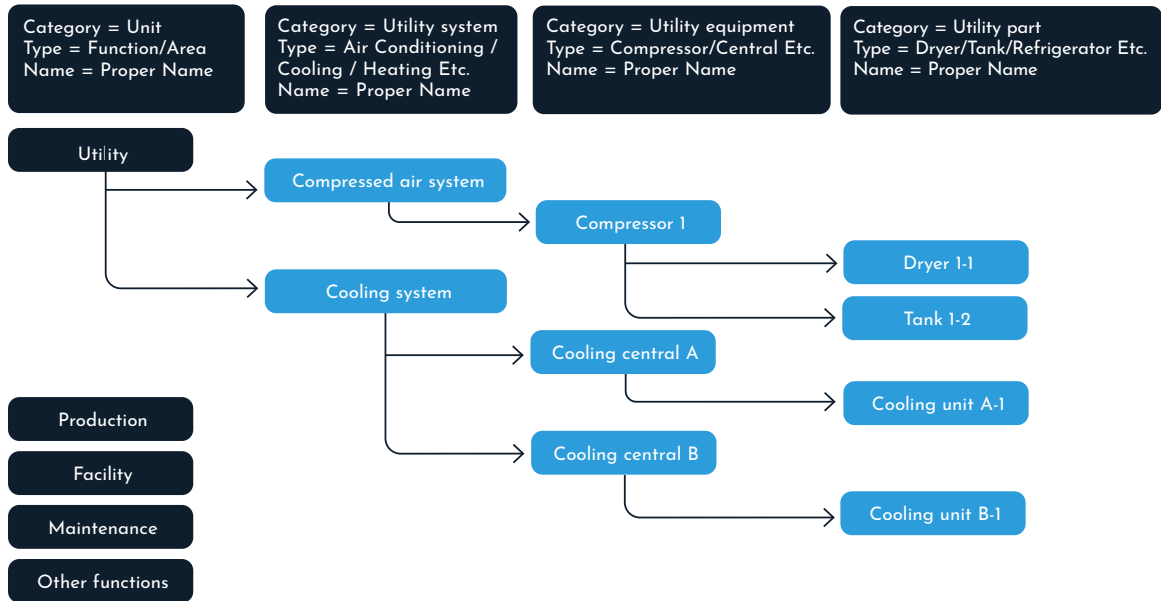 Category = Unit
Type = Function/Area
Name = Proper Name
Category = Utility system
Type = Air Conditioning /
Cooling / Heating Etc.
Name = Proper Name
Category = Utility equipment
Type = Compressor/Central Etc.
Name = Proper Name
Category = Utility part
Type = Dryer/Tank/Refrigerator Etc.
Name = Proper Name
Utility
Compressed air system
Compressor 1
Dryer 1-1
Cooling system
Tank 1-2
Cooling central A
Cooling unit A-1
Production
Cooling central B
Facility
Cooling unit B-1
Maintenance
Other functions